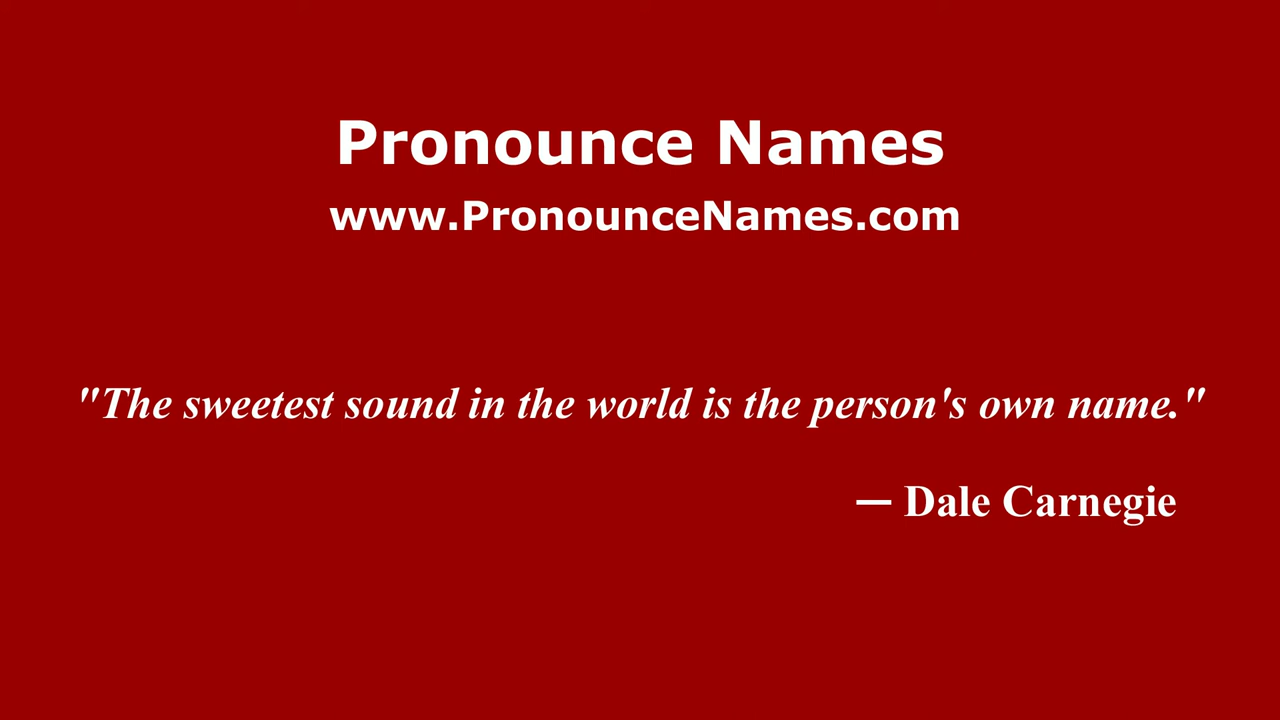 Pronounce Names
www.PronounceNames.com
"The sweetest sound in the world is the person's own name."
— Dale Carnegie